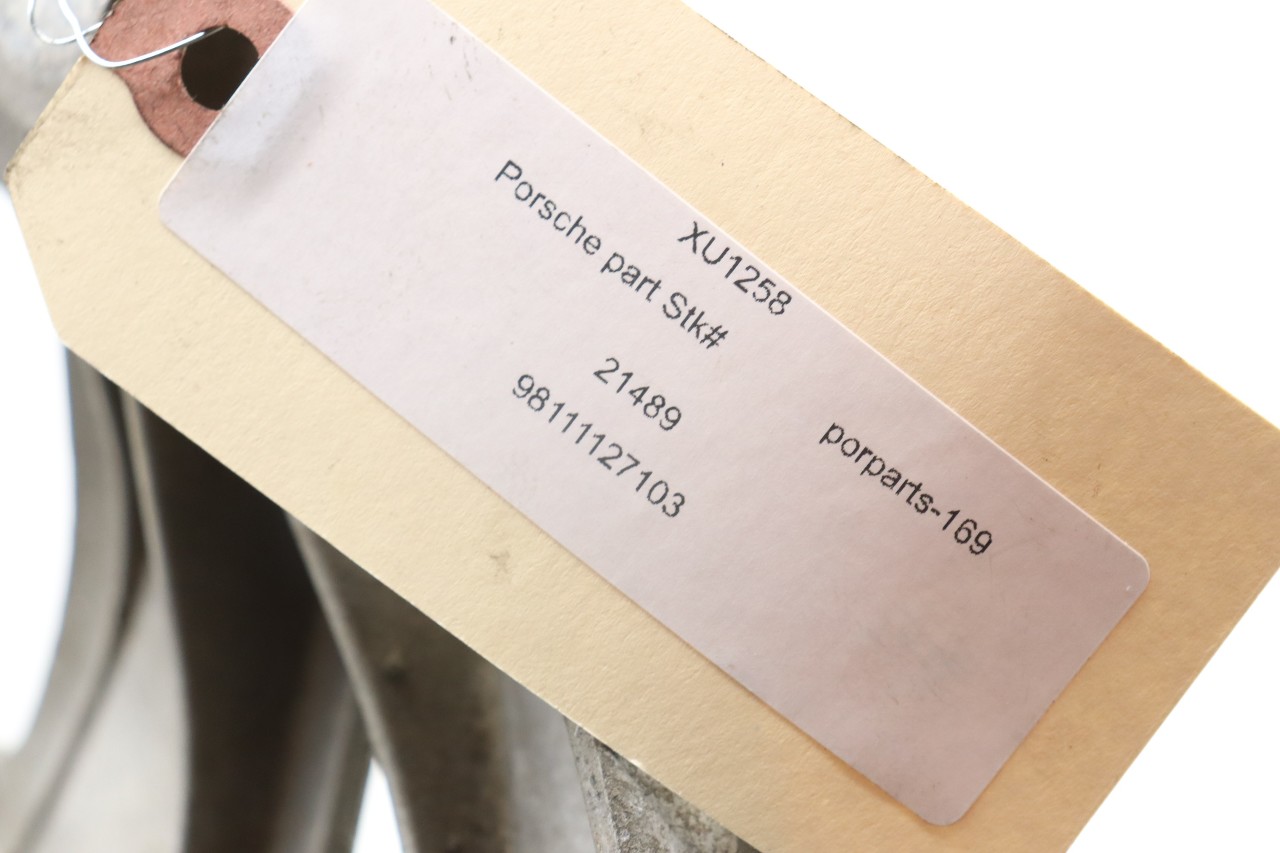 XU1258
Porsche part Stk#
21489
98111127103
porparts-169